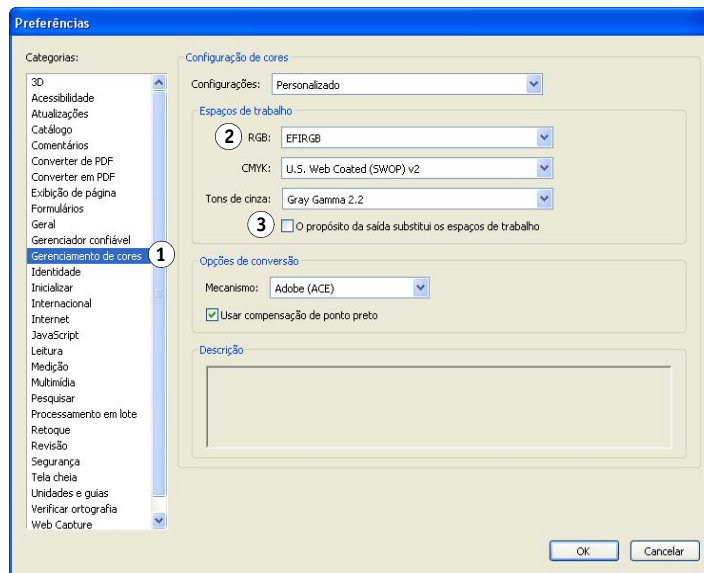 Preferências
Categorias:
3D
Acessibilidade
Atualizações
Catálogo
Comentários
Converter de PDF
Converter em PDF
Exibição de página
Formulários
Geral
Gerenciador confiável
Gerenciamento de cores 1
Identidade
Inicializar
Internacional
Internet
JavaScript
Leitura
Medição
Multimídia
Pesquisar
Processamento em lote
Retoque
Revisão
Segurança
Tela cheia
Unidades e guias
Verificar ortografia
Web Capture
Configuração de cores
Configurações: Personalizado
Espaços de trabalho
2 RGB: EFIRGB
CMYK: U.S. Web Coated (SWOP) v2
Tons de cinza: Gray Gamma 2.2
3 O propósito da saída substitui os espaços de trabalho
Opções de conversão
Mecanismo: Adobe (ACE)
Usar compensação de ponto preto
Descrição
OK Cancelar